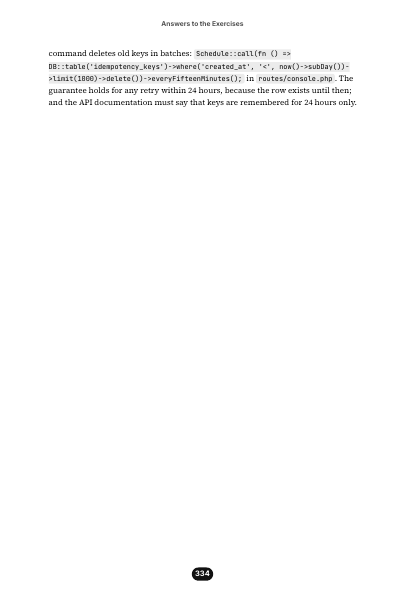 Answers to the Exercises
command deletes old keys in batches: Schedule::call(fn () =>
DB::table('idempotency_keys')->where('created_at', '<', now()->subDay())-
>limit(1000)->delete())->everyFifteenMinutes(); in routes/console.php. The
guarantee holds for any retry within 24 hours, because the row exists until then;
and the API documentation must say that keys are remembered for 24 hours only.
334